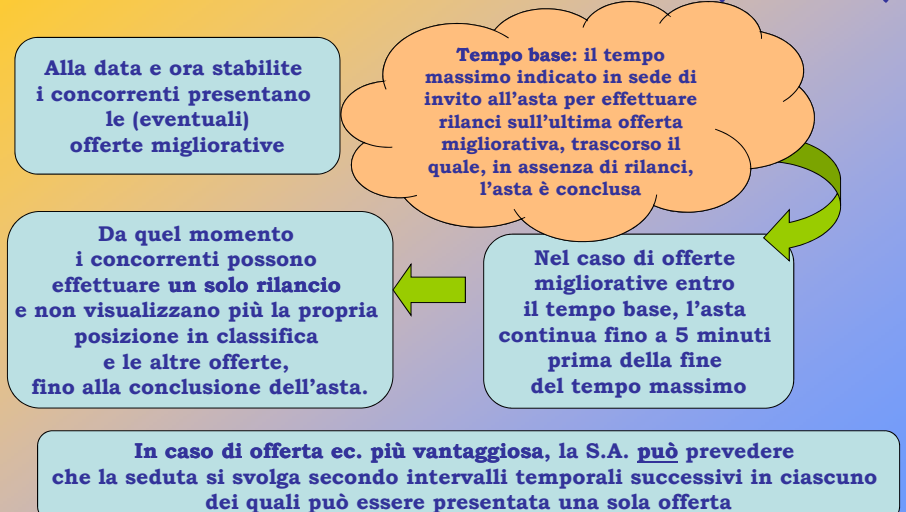 Alla data e ora stabilite
i concorrenti presentano
le (eventuali)
offerte migliorative
Tempo base: il tempo
massimo indicato in sede di
invito all'asta per effettuare
rilanci sull'ultima offerta
migliorativa, trascorso il
quale, in assenza di rilanci,
l'asta è conclusa
Nel caso di offerte
migliorative entro
il tempo base, l'asta
continua fino a 5 minuti
prima della fine
del tempo massimo
Da quel momento
i concorrenti possono
effettuare un solo rilancio
e non visualizzano più la propria
posizione in classifica
e le altre offerte,
fino alla conclusione dell'asta.
In caso di offerta ec. più vantaggiosa, la S.A. può prevedere
che la seduta si svolga secondo intervalli temporali successivi in ciascuno
dei quali può essere presentata una sola offerta